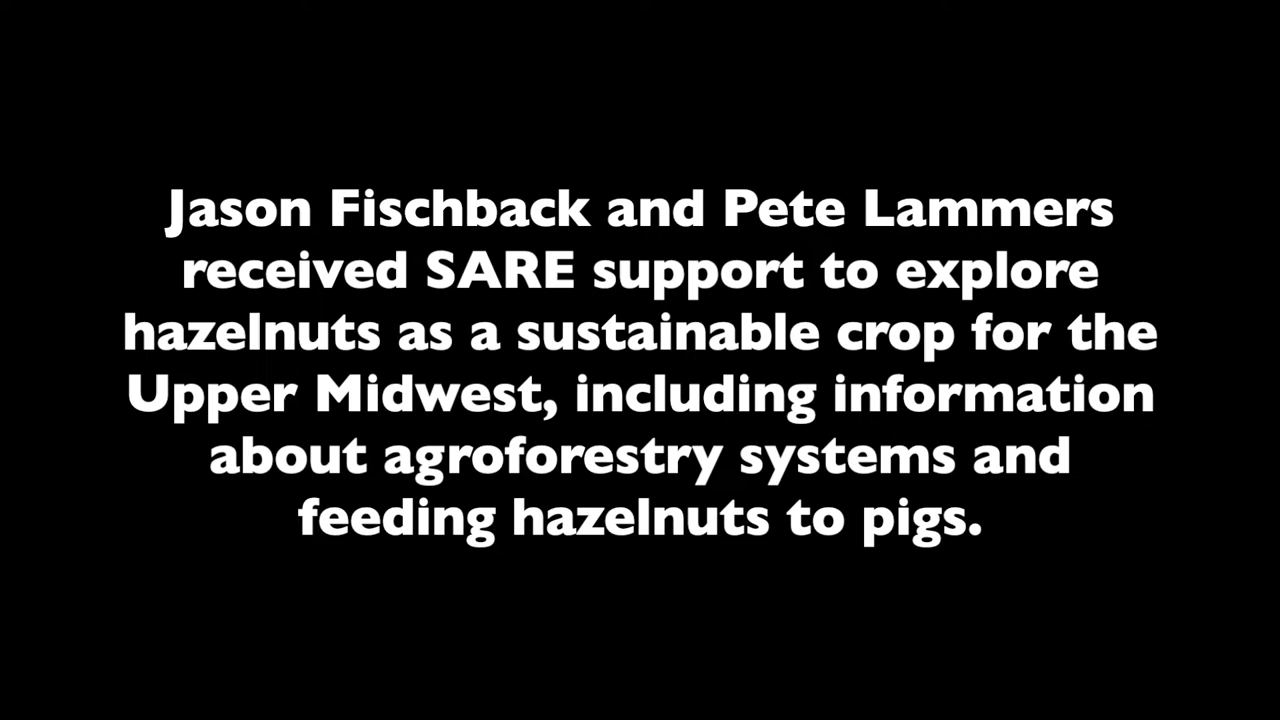 Jason Fischback and Pete Lammers
received SARE support to explore
hazelnuts as a sustainable crop for the
Upper Midwest, including information
about agroforestry systems and
feeding hazelnuts to pigs.